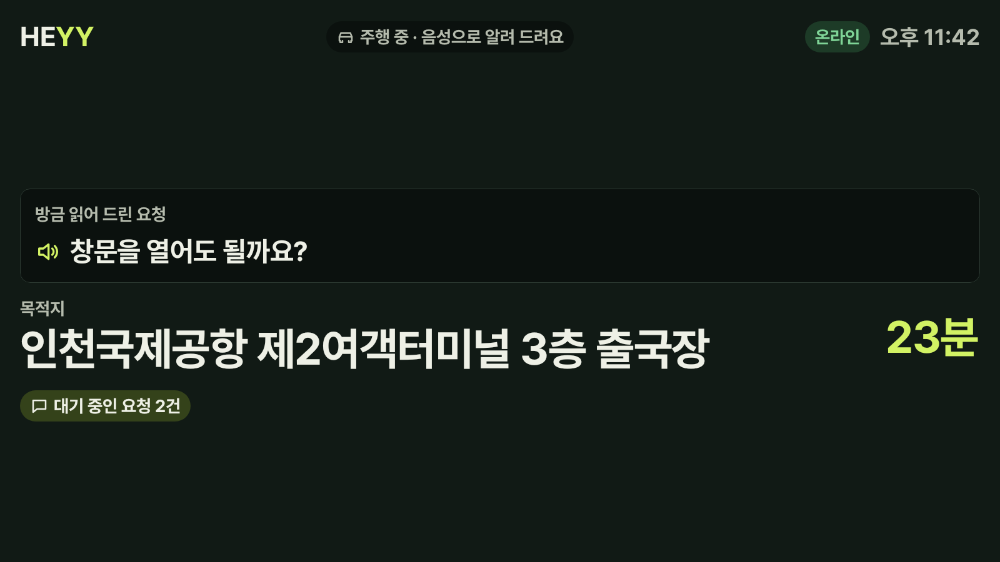 HEYY
주행 중 · 음성으로 알려 드려요
온라인
오후 11:42
방금 읽어 드린 요청
창문을 열어도 될까요?
목적지
인천국제공항 제2여객터미널 3층 출국장
23분
대기 중인 요청 2건